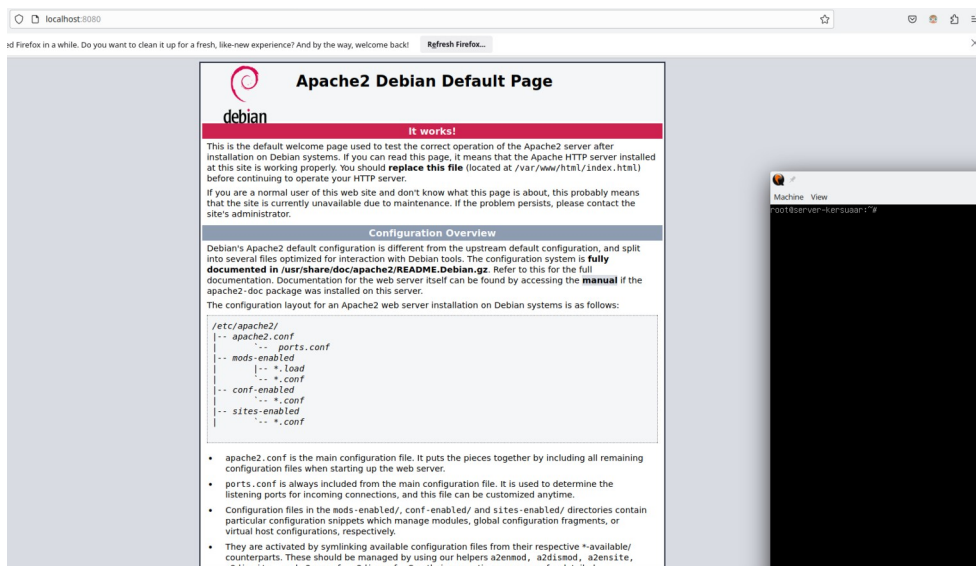 localhost:8080
ed Firefox in a while. Do you want to clean it up for a fresh, like-new experience? And by the way, welcome back! Refresh Firefox...
Apache2 Debian Default Page
debian
It works!
This is the default welcome page used to test the correct operation of the Apache2 server after
installation on Debian systems. If you can read this page, it means that the Apache HTTP server installed
at this site is working properly. You should replace this file (located at /var/www/html/index.html)
before continuing to operate your HTTP server.
If you are a normal user of this web site and don't know what this page is about, this probably means
that the site is currently unavailable due to maintenance. If the problem persists, please contact the
site's administrator.
Configuration Overview
Debian's Apache2 default configuration is different from the upstream default configuration, and split
into several files optimized for interaction with Debian tools. The configuration system is fully
documented in /usr/share/doc/apache2/README.Debian.gz. Refer to this for the full
documentation. Documentation for the web server itself can be found by accessing the manual if the
apache2-doc package was installed on this server.
The configuration layout for an Apache2 web server installation on Debian systems is as follows:
/etc/apache2/
|-- apache2.conf
|       `--  ports.conf
|-- mods-enabled
|       |-- *.load
|       `-- *.conf
|-- conf-enabled
|       `-- *.conf
|-- sites-enabled
|       `-- *.conf
• apache2.conf is the main configuration file. It puts the pieces together by including all remaining
configuration files when starting up the web server.
• ports.conf is always included from the main configuration file. It is used to determine the
listening ports for incoming connections, and this file can be customized anytime.
• Configuration files in the mods-enabled/, conf-enabled/ and sites-enabled/ directories contain
particular configuration snippets which manage modules, global configuration fragments, or
virtual host configurations, respectively.
• They are activated by symlinking available configuration files from their respective *-available/
counterparts. These should be managed by using our helpers a2enmod, a2dismod, a2ensite,
Machine View
root@server-kersuaar:~#